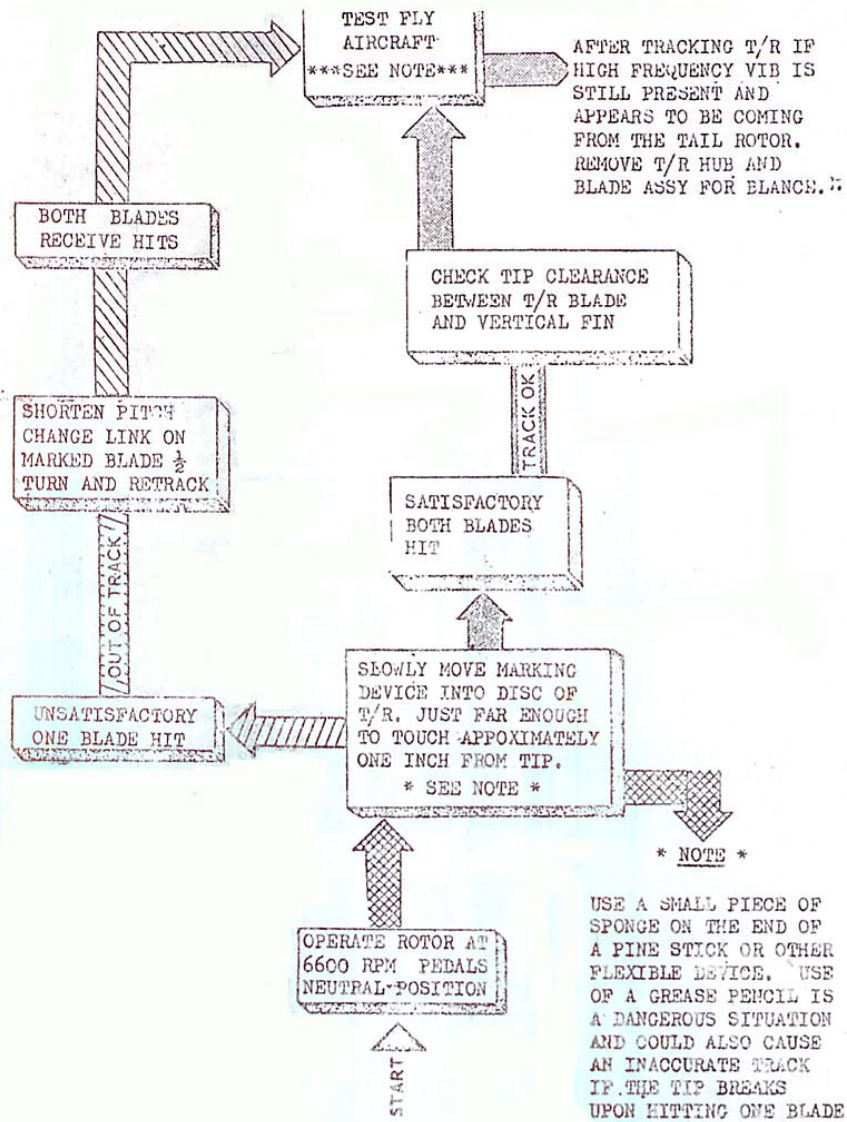 TEST FLY
AIRCRAFT
***SEE NOTE***
AFTER TRACKING T/R IF
HIGH FREQUENCY VIB IS
STILL PRESENT AND
APPEARS TO BE COMING
FROM THE TAIL ROTOR.
REMOVE T/R HUB AND
BLADE ASSY FOR BLANCE.
BOTH BLADES
RECEIVE HITS
CHECK TIP CLEARANCE
BETWEEN T/R BLADE
AND VERTICAL FIN
SHORTEN PITCH
CHANGE LINK ON
MARKED BLADE ½
TURN AND RETRACK
TRACK OK
SATISFACTORY
BOTH BLADES
HIT
OUT OF TRACK
UNSATISFACTORY
ONE BLADE HIT
SLOWLY MOVE MARKING
DEVICE INTO DISC OF
T/R. JUST FAR ENOUGH
TO TOUCH APPOXIMATELY
ONE INCH FROM TIP.
* SEE NOTE *
* NOTE *
USE A SMALL PIECE OF
SPONGE ON THE END OF
A PINE STICK OR OTHER
FLEXIBLE DEVICE. USE
OF A GREASE PENCIL IS
A DANGEROUS SITUATION
AND COULD ALSO CAUSE
AN INACCURATE TRACK
IF THE TIP BREAKS
UPON HITTING ONE BLADE
OPERATE ROTOR AT
6600 RPM PEDALS
NEUTRAL-POSITION
START